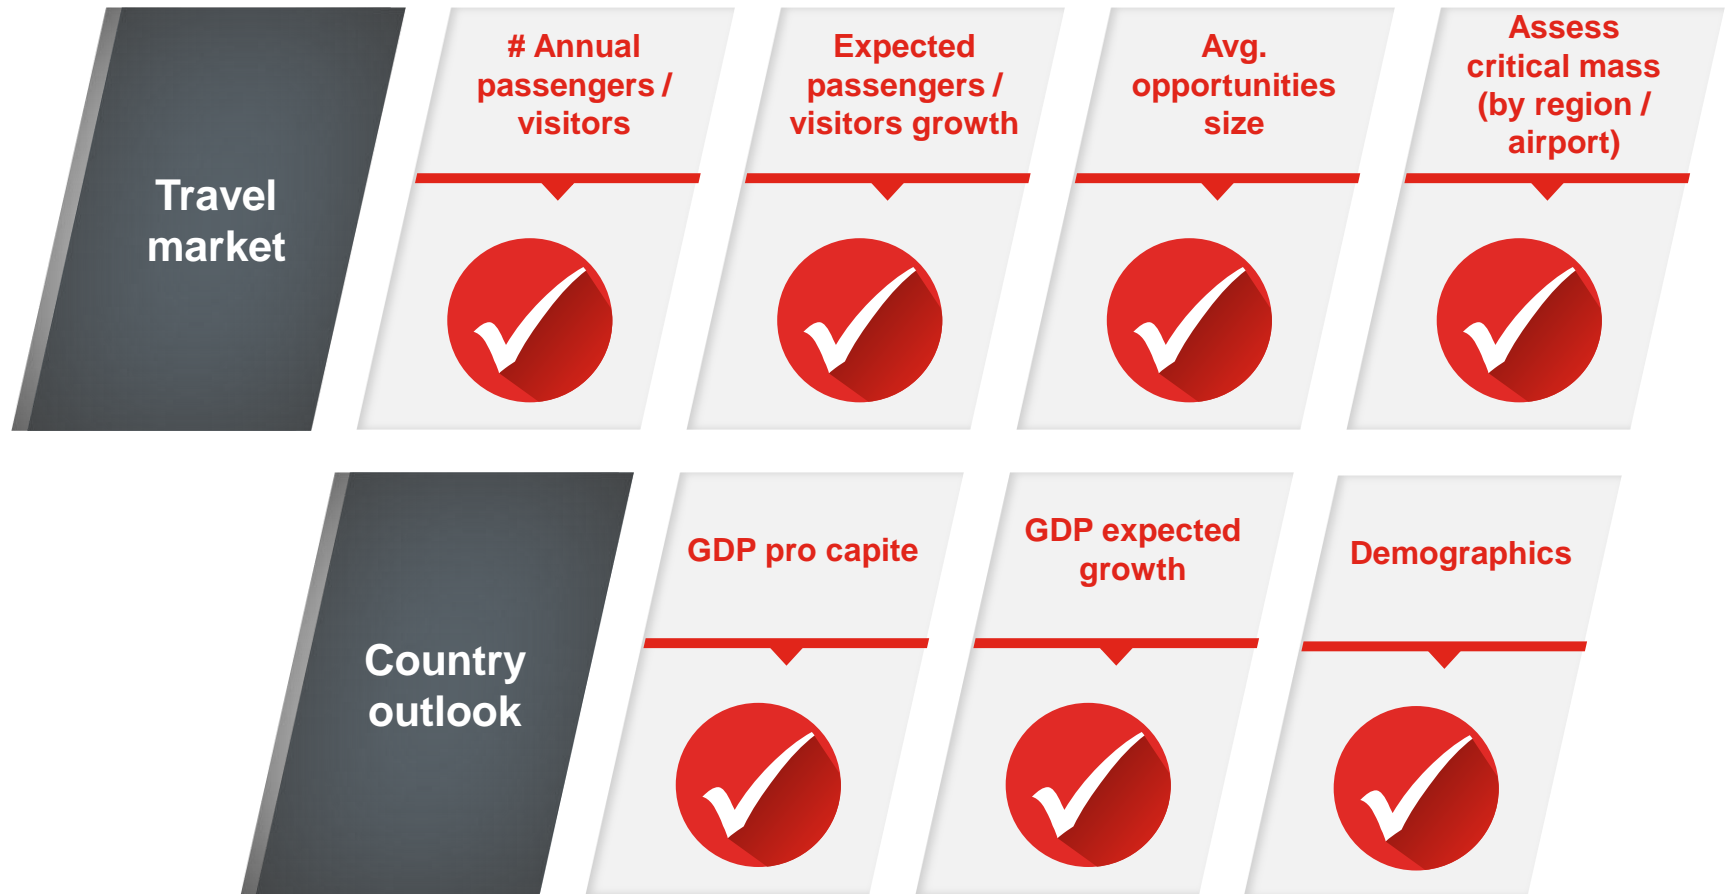 Travel
market
# Annual
passengers /
visitors
Expected
passengers /
visitors growth
Avg.
opportunities
size
Assess
critical mass
(by region /
airport)
Country
outlook
GDP pro capite
GDP expected
growth
Demographics